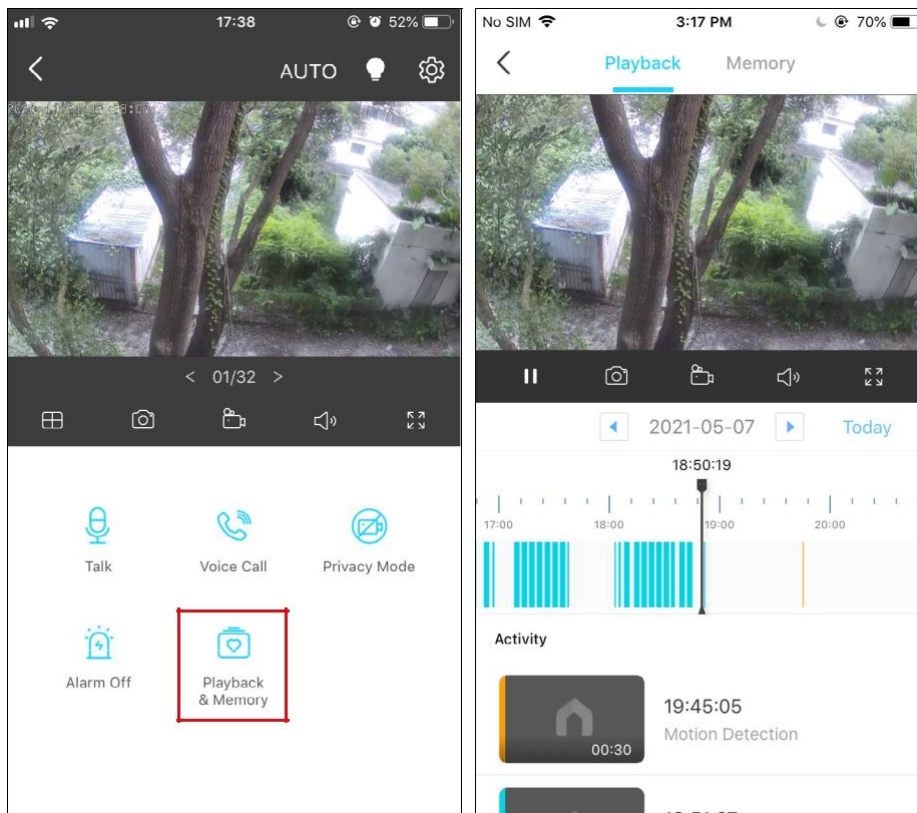 17:38
52%
AUTO
< 01/32 >
Talk
Voice Call
Privacy Mode
Alarm Off
Playback
& Memory
No SIM
3:17 PM
70%
Playback
Memory
2021-05-07
Today
18:50:19
17:00
18:00
19:00
20:00
Activity
19:45:05
Motion Detection
00:30